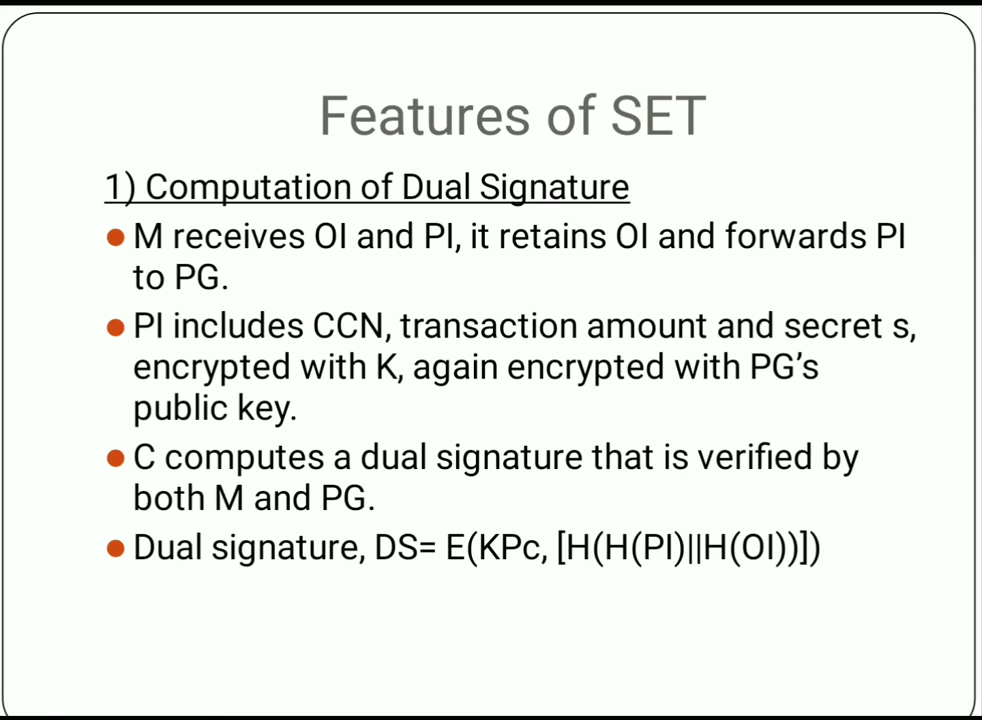 Features of SET
1) Computation of Dual Signature
● M receives OI and PI, it retains OI and forwards PI
to PG.
● PI includes CCN, transaction amount and secret s,
encrypted with K, again encrypted with PG’s
public key.
● C computes a dual signature that is verified by
both M and PG.
● Dual signature, DS= E(KPc, [H(H(PI)||H(OI))])